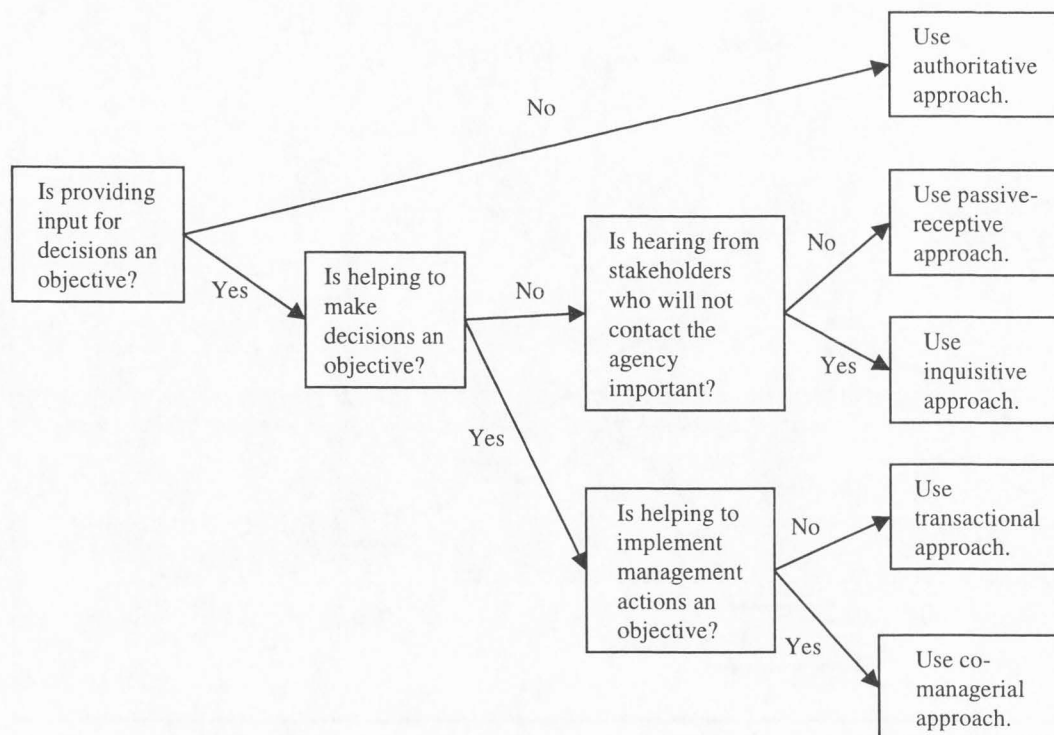 Is providing
input for
decisions an
objective?
No
Yes
Is helping to
make
decisions an
objective?
No
Yes
Is hearing from
stakeholders
who will not
contact the
agency
important?
No
Yes
Is helping to
implement
management
actions an
objective?
No
Yes
Use
authoritative
approach.
Use passive-
receptive
approach.
Use
inquisitive
approach.
Use
transactional
approach.
Use co-
managerial
approach.